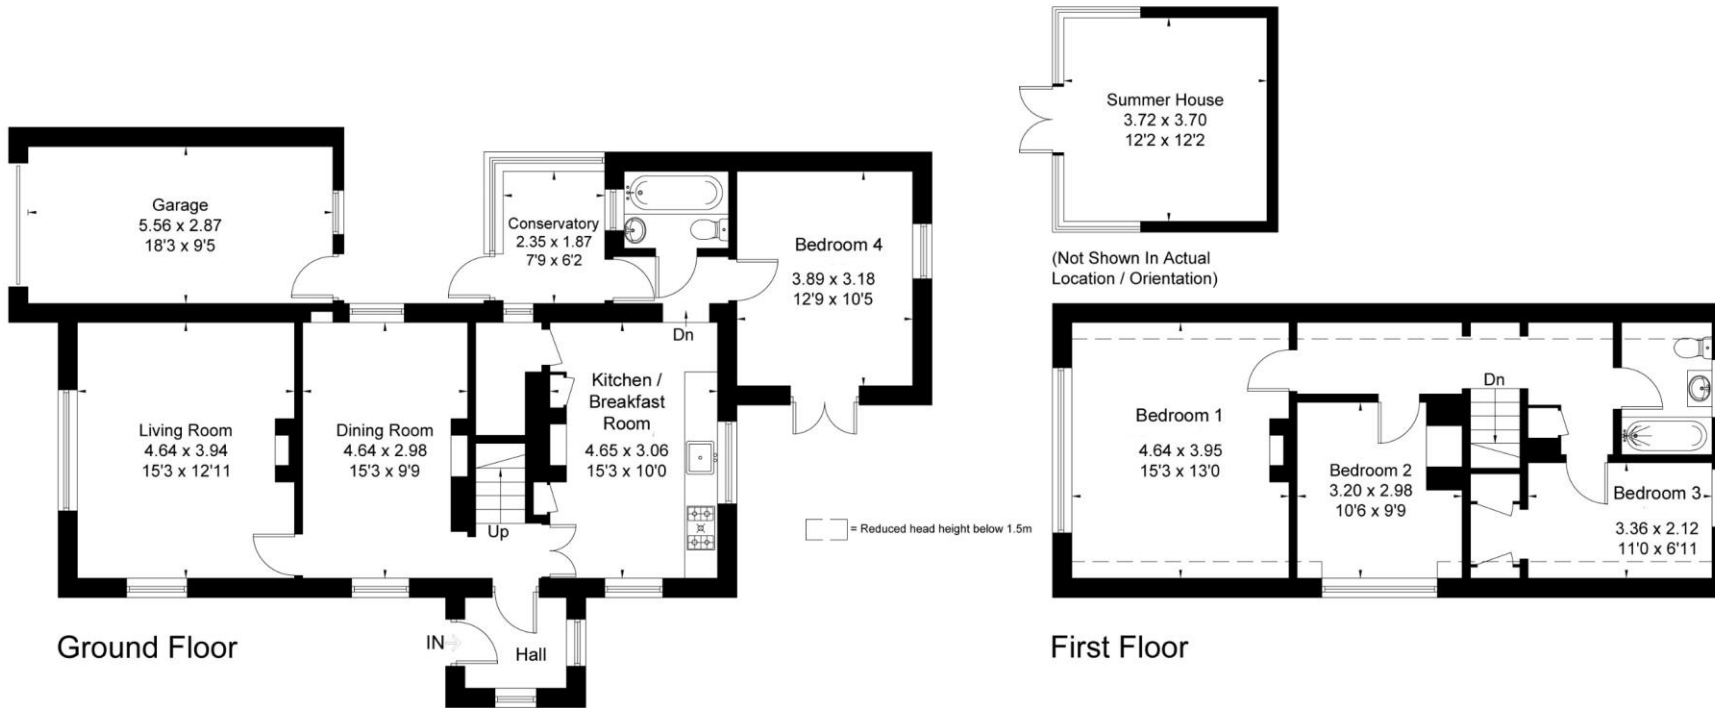 Garage
5.56 x 2.87
18'3 x 9'5
Conservatory
2.35 x 1.87
7'9 x 6'2
Bedroom 4
3.89 x 3.18
12'9 x 10'5
Dn
Living Room
4.64 x 3.94
15'3 x 12'11
Dining Room
4.64 x 2.98
15'3 x 9'9
Kitchen /
Breakfast
Room
4.65 x 3.06
15'3 x 10'0
Up
IN
Hall
Ground Floor
= Reduced head height below 1.5m
Summer House
3.72 x 3.70
12'2 x 12'2
(Not Shown In Actual
Location / Orientation)
Bedroom 1
4.64 x 3.95
15'3 x 13'0
Dn
Bedroom 2
3.20 x 2.98
10'6 x 9'9
Bedroom 3
3.36 x 2.12
11'0 x 6'11
First Floor